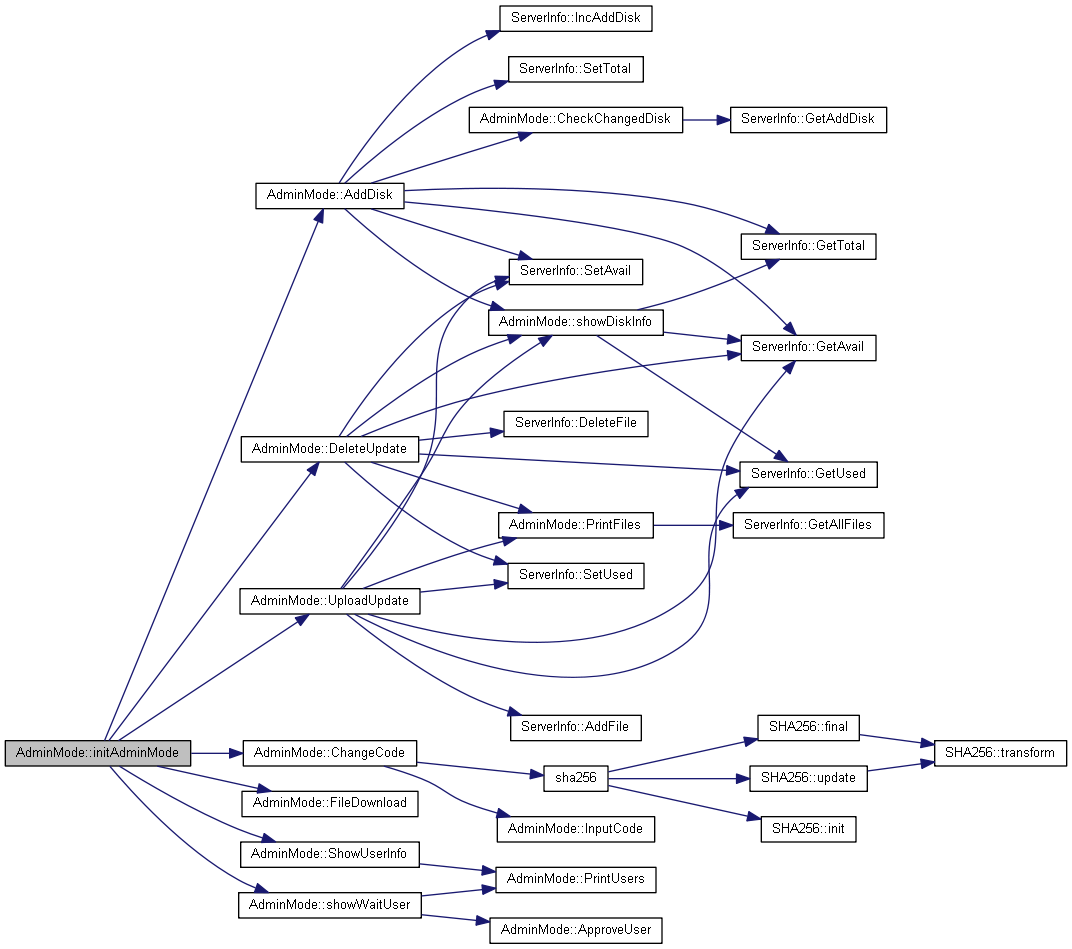 ServerInfo::IncAddDisk
ServerInfo::SetTotal
AdminMode::CheckChangedDisk
ServerInfo::GetAddDisk
AdminMode::AddDisk
ServerInfo::GetTotal
ServerInfo::SetAvail
AdminMode::showDiskInfo
ServerInfo::GetAvail
ServerInfo::DeleteFile
AdminMode::DeleteUpdate
ServerInfo::GetUsed
AdminMode::PrintFiles
ServerInfo::GetAllFiles
ServerInfo::SetUsed
AdminMode::UploadUpdate
ServerInfo::AddFile
SHA256::final
AdminMode::initAdminMode
AdminMode::ChangeCode
SHA256::transform
sha256
SHA256::update
AdminMode::FileDownload
AdminMode::InputCode
SHA256::init
AdminMode::ShowUserInfo
AdminMode::PrintUsers
AdminMode::showWaitUser
AdminMode::ApproveUser